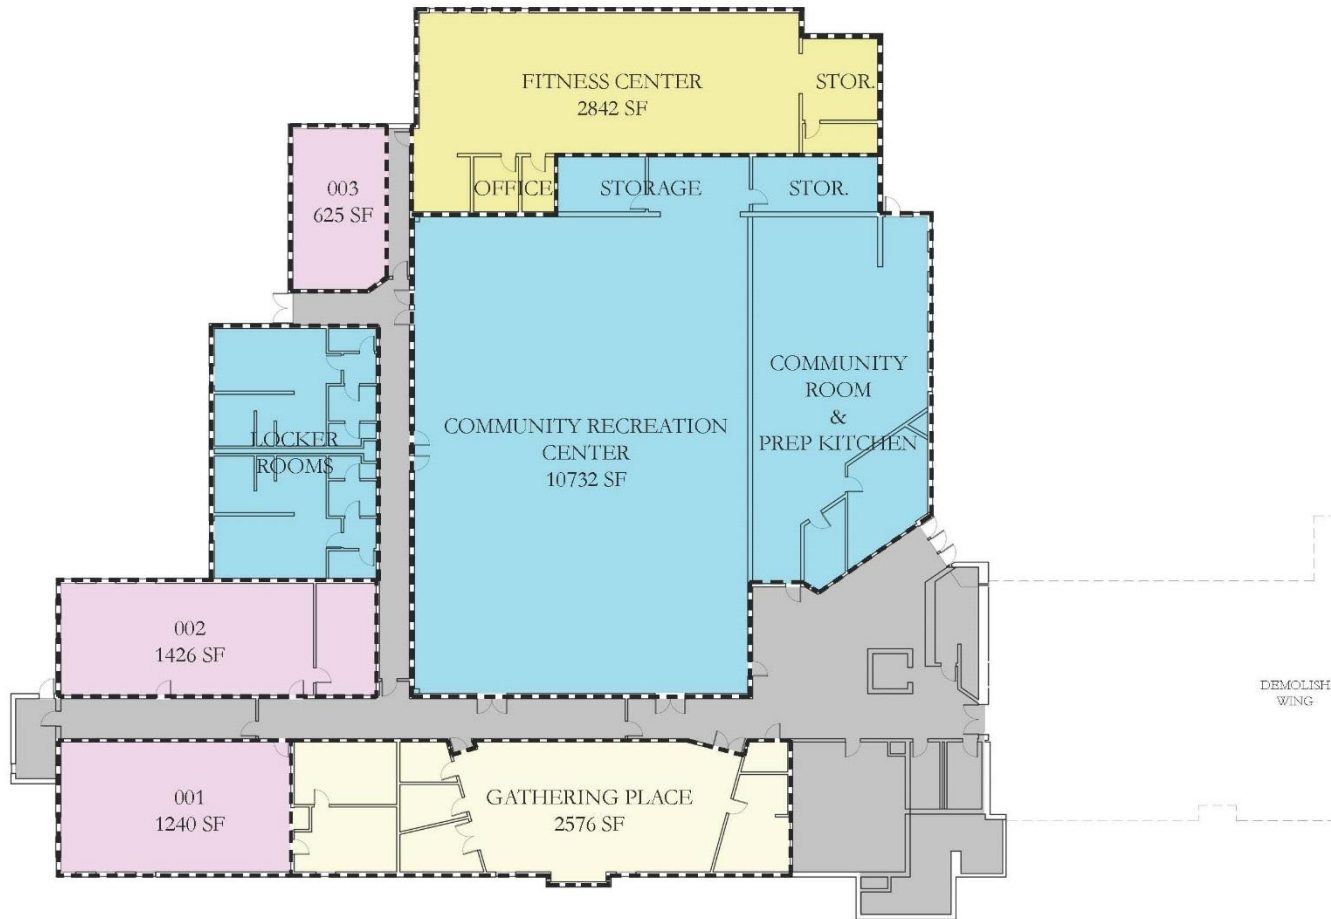 FITNESS CENTER
2842 SF
STOR.
003
625 SF
OFFICE
STORAGE
STOR.
COMMUNITY
ROOM
&
PREP KITCHEN
COMMUNITY RECREATION
CENTER
10732 SF
LOCKER
ROOMS
002
1426 SF
DEMOLISH
WING
001
1240 SF
GATHERING PLACE
2576 SF